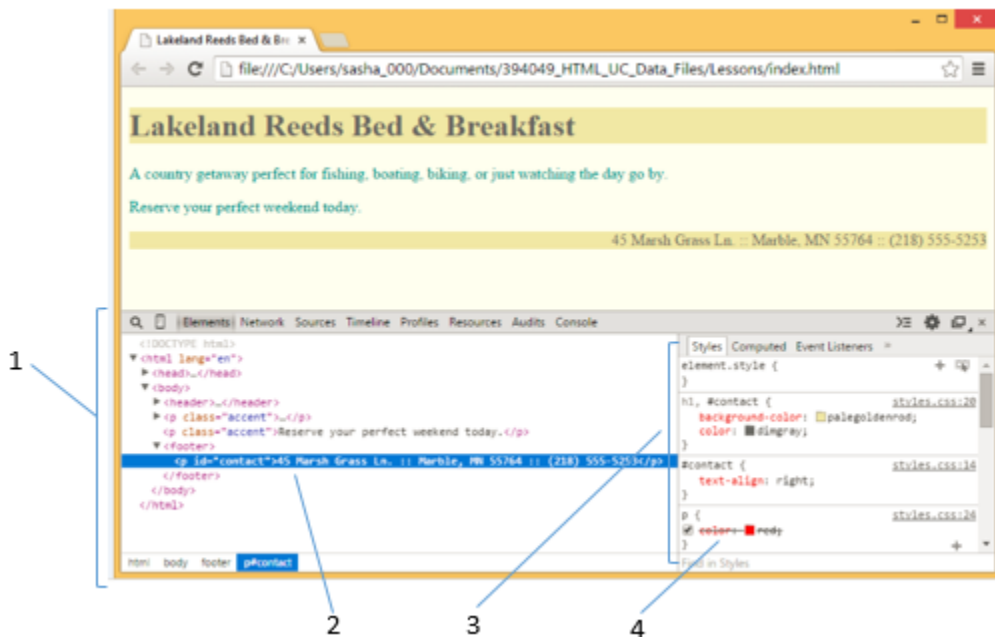 Lakeland Reeds Bed & Bre
file:///C:/Users/sasha_000/Documents/394049_HTML_UC_Data_Files/Lessons/index.html
Lakeland Reeds Bed & Breakfast
A country getaway perfect for fishing, boating, biking, or just watching the day go by.
Reserve your perfect weekend today.
45 Marsh Grass Ln. :: Marble, MN 55764 :: (218) 555-5253
Elements Network Sources Timeline Profiles Resources Audits Console
<!DOCTYPE html>
<html lang="en">
<head>…</head>
<body>
<header>…</header>
<p class="accent">…</p>
<p class="accent">Reserve your perfect weekend today.</p>
<footer>
<p id="contact">45 Marsh Grass Ln. :: Marble, MN 55764 :: (218) 555-5253</p>
</footer>
</body>
</html>
html body footer p#contact
Styles Computed Event Listeners »
element.style {
}
h1, #contact { styles.css:20
background-color: palegoldenrod;
color: dimgray;
}
#contact { styles.css:14
text-align: right;
}
p { styles.css:24
color: red;
}
Find in Styles
1
2
3
4